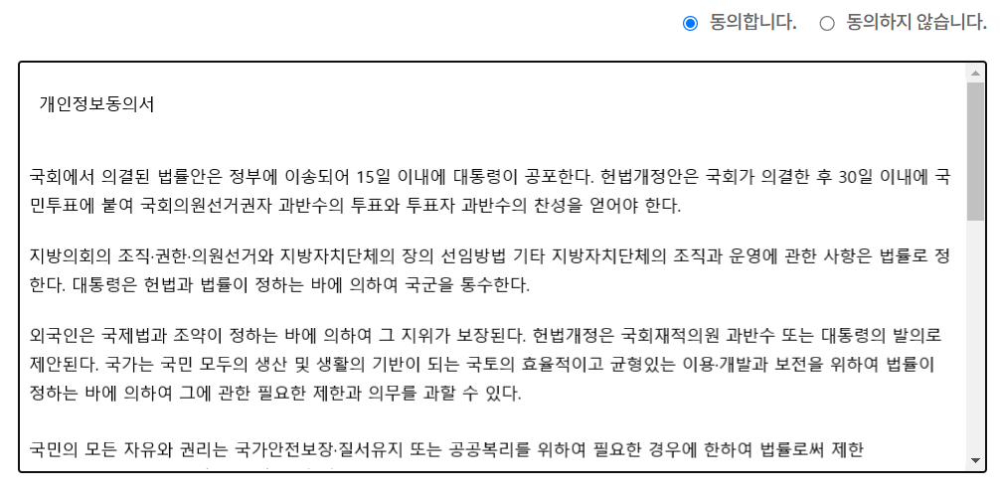 동의합니다. 동의하지 않습니다.
개인정보동의서
국회에서 의결된 법률안은 정부에 이송되어 15일 이내에 대통령이 공포한다. 헌법개정안은 국회가 의결한 후 30일 이내에 국
민투표에 붙여 국회의원선거권자 과반수의 투표와 투표자 과반수의 찬성을 얻어야 한다.
지방의회의 조직·권한·의원선거와 지방자치단체의 장의 선임방법 기타 지방자치단체의 조직과 운영에 관한 사항은 법률로 정
한다. 대통령은 헌법과 법률이 정하는 바에 의하여 국군을 통수한다.
외국인은 국제법과 조약이 정하는 바에 의하여 그 지위가 보장된다. 헌법개정은 국회재적의원 과반수 또는 대통령의 발의로
제안된다. 국가는 국민 모두의 생산 및 생활의 기반이 되는 국토의 효율적이고 균형있는 이용·개발과 보전을 위하여 법률이
정하는 바에 의하여 그에 관한 필요한 제한과 의무를 과할 수 있다.
국민의 모든 자유와 권리는 국가안전보장·질서유지 또는 공공복리를 위하여 필요한 경우에 한하여 법률로써 제한